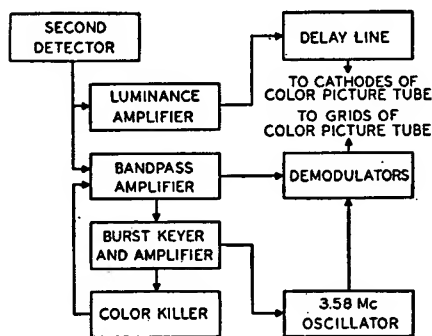 SECOND
DETECTOR
DELAY LINE
TO CATHODES OF
COLOR PICTURE TUBE
LUMINANCE
AMPLIFIER
TO GRIDS OF
COLOR PICTURE TUBE
BANDPASS
AMPLIFIER
DEMODULATORS
BURST KEYER
AND AMPLIFIER
COLOR KILLER
3.58 Mc
OSCILLATOR